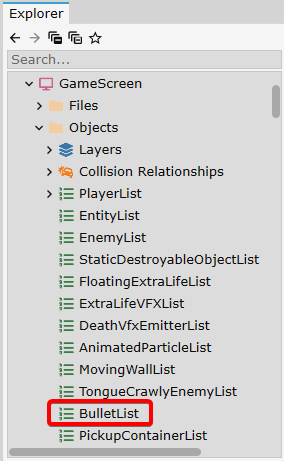 Explorer
Search...
GameScreen
Files
Objects
Layers
Collision Relationships
PlayerList
EntityList
EnemyList
StaticDestroyableObjectList
FloatingExtraLifeList
ExtraLifeVFXList
DeathVfxEmitterList
AnimatedParticleList
MovingWallList
TongueCrawlyEnemyList
BulletList
PickupContainerList